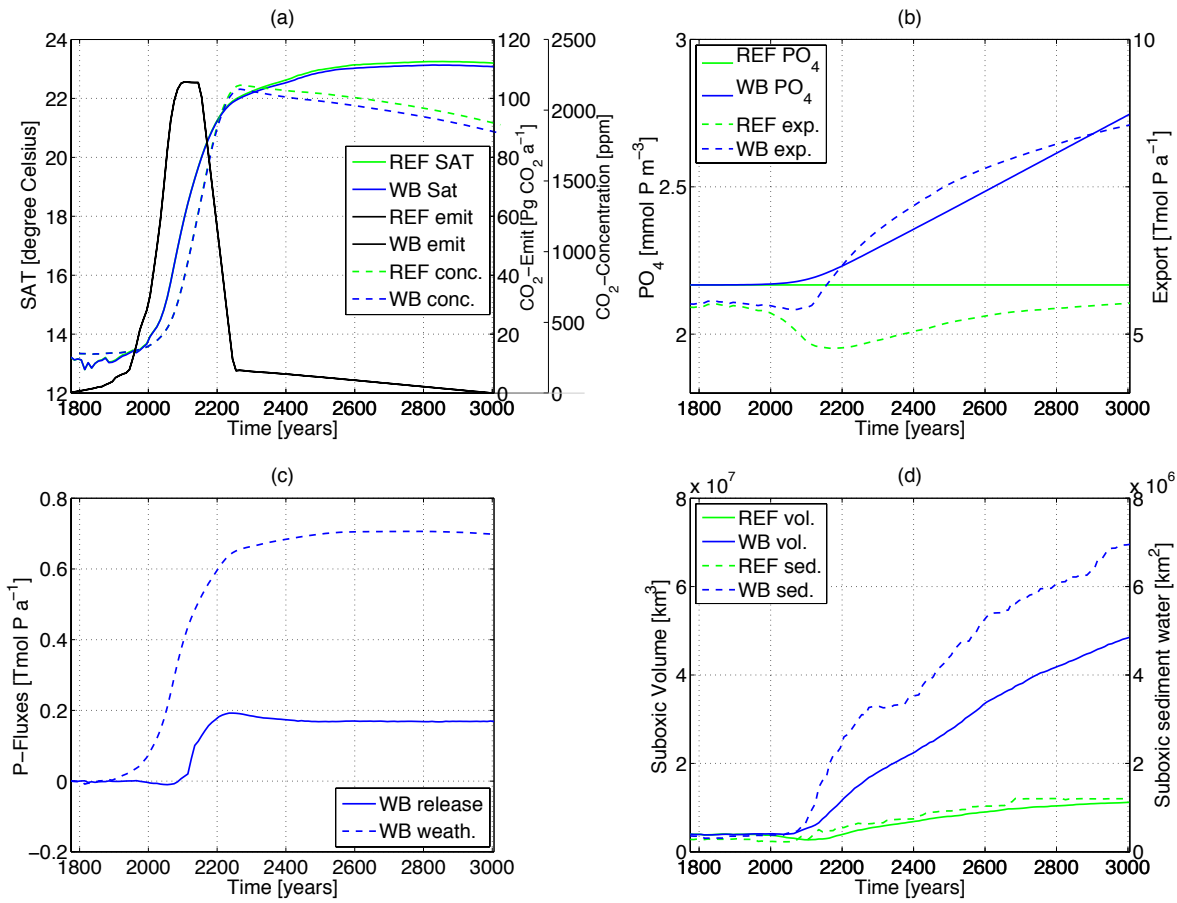 (a)
24
22
20
18
16
14
12
SAT [degree Celsius]
2000
2200
2400
2600
2800
3000
1800
Time [years]
120
100
80
60
40
20
0
CO2−Emit [Pg CO2 a−1]
2500
2000
1500
1000
500
0
CO2−Concentration [ppm]
REF SAT
WB Sat
REF emit
WB emit
REF conc.
WB conc.
(b)
3
2.5
2
PO4 [mmol P m−3]
1800
2000
2200
2400
2600
2800
3000
Time [years]
10
5
Export [Tmol P a−1]
REF PO4
WB PO4
REF exp.
WB exp.
(c)
0.8
0.6
0.4
0.2
0
−0.2
P−Fluxes [Tmol P a−1]
1800
2000
2200
2400
2600
2800
3000
Time [years]
WB release
WB weath.
(d)
x 10^7
8
6
4
2
0
Suboxic Volume [km3]
1800
2000
2200
2400
2600
2800
3000
Time [years]
x 10^6
8
6
4
2
0
Suboxic sediment water [km2]
REF vol.
WB vol.
REF sed.
WB sed.